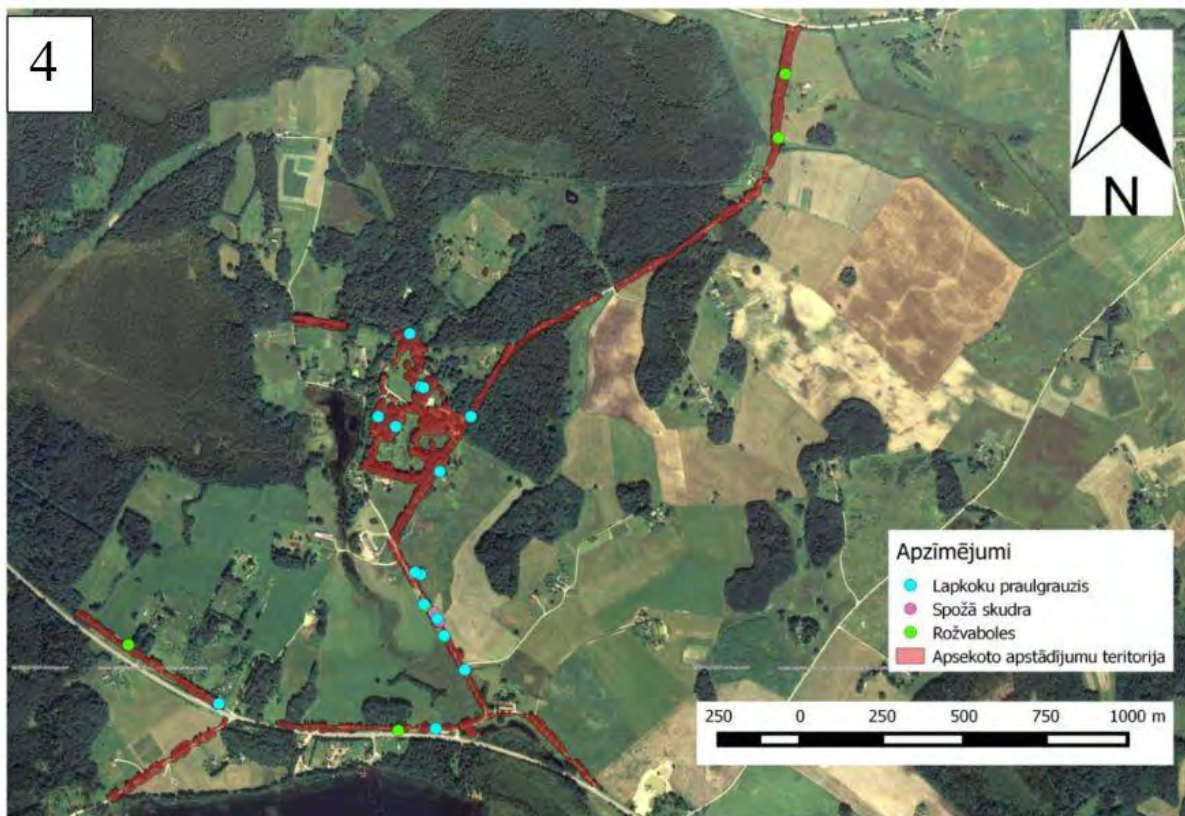 4
N
Apzīmējumi
Lapkoku praulgrauzis
Spožā skudra
Rožvaboles
Apsekoto apstādījumu teritorija
250 0 250 500 750 1000 m